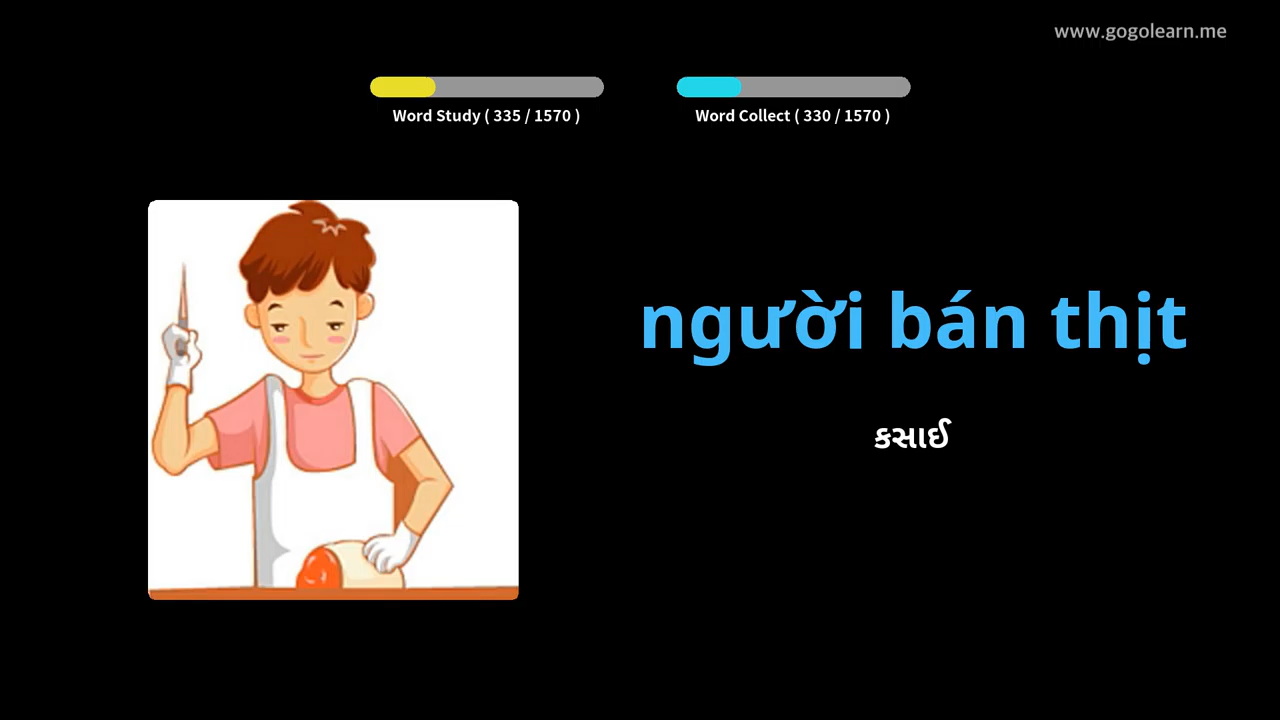 www.gogolearn.me
Word Study ( 335 / 1570 )
Word Collect ( 330 / 1570 )
người bán thịt
કસાઈ